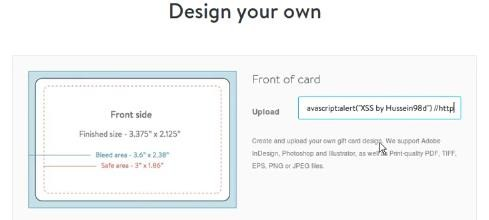 Design your own
Front of card
Front side
Finished size - 3.375" x 2.125"
Bleed area - 3.6" x 2.38"
Safe area - 3" x 1.86"
Upload
avascript:alert("XSS by Hussein98d") //http
Create and upload your own gift card design. We support Adobe
InDesign, Photoshop and Illustrator, as well as Print-quality PDF, TIFF,
EPS, PNG or JPEG files.